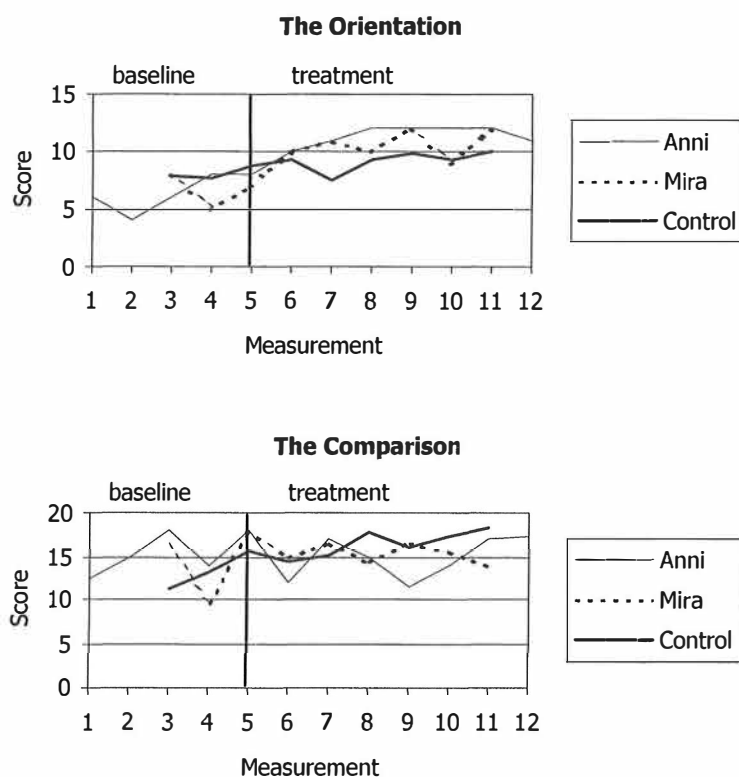 The Orientation
baseline treatment
15
10
5
0
Score
1 2 3 4 5 6 7 8 9 10 11 12
Measurement
Anni
Mira
Control
The Comparison
baseline treatment
20
15
10
5
0
Score
1 2 3 4 5 6 7 8 9 10 11 12
Measurement
Anni
Mira
Control